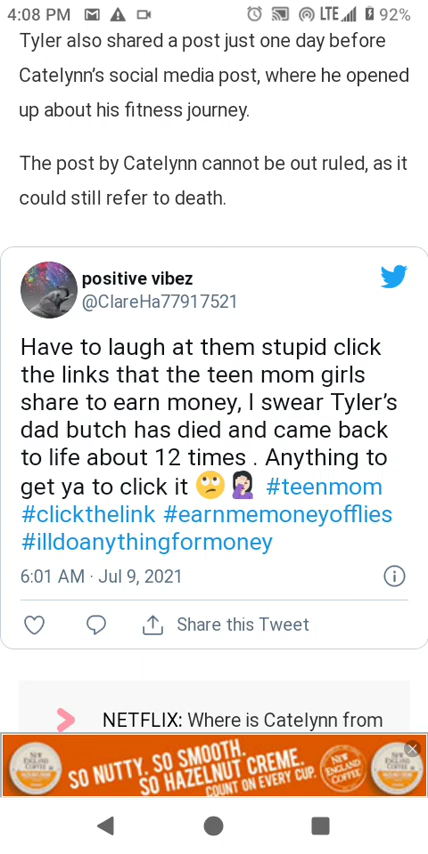 4:08 PM LTE 92%
Tyler also shared a post just one day before
Catelynn's social media post, where he opened
up about his fitness journey.
The post by Catelynn cannot be out ruled, as it
could still refer to death.
positive vibez
@ClareHa77917521
Have to laugh at them stupid click
the links that the teen mom girls
share to earn money, I swear Tyler's
dad butch has died and came back
to life about 12 times . Anything to
get ya to click it 🙄 🤦🏻‍♀️ #teenmom
#clickthelink #earnmemoneyofflies
#illdoanythingformoney
6:01 AM · Jul 9, 2021
Share this Tweet
NETFLIX: Where is Catelynn from
NEW ENGLAND COFFEE
SO NUTTY. SO SMOOTH.
SO HAZELNUT CREME.
COUNT ON EVERY CUP.
NEW
ENGLAND
COFFEE
NEW ENGLAND COFFEE